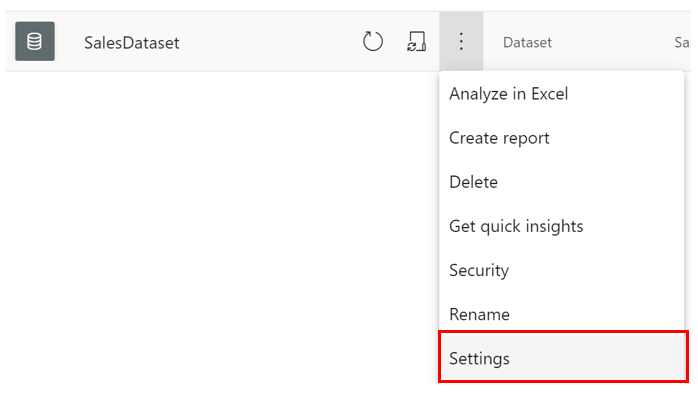 SalesDataset
Dataset
Sa
Analyze in Excel
Create report
Delete
Get quick insights
Security
Rename
Settings